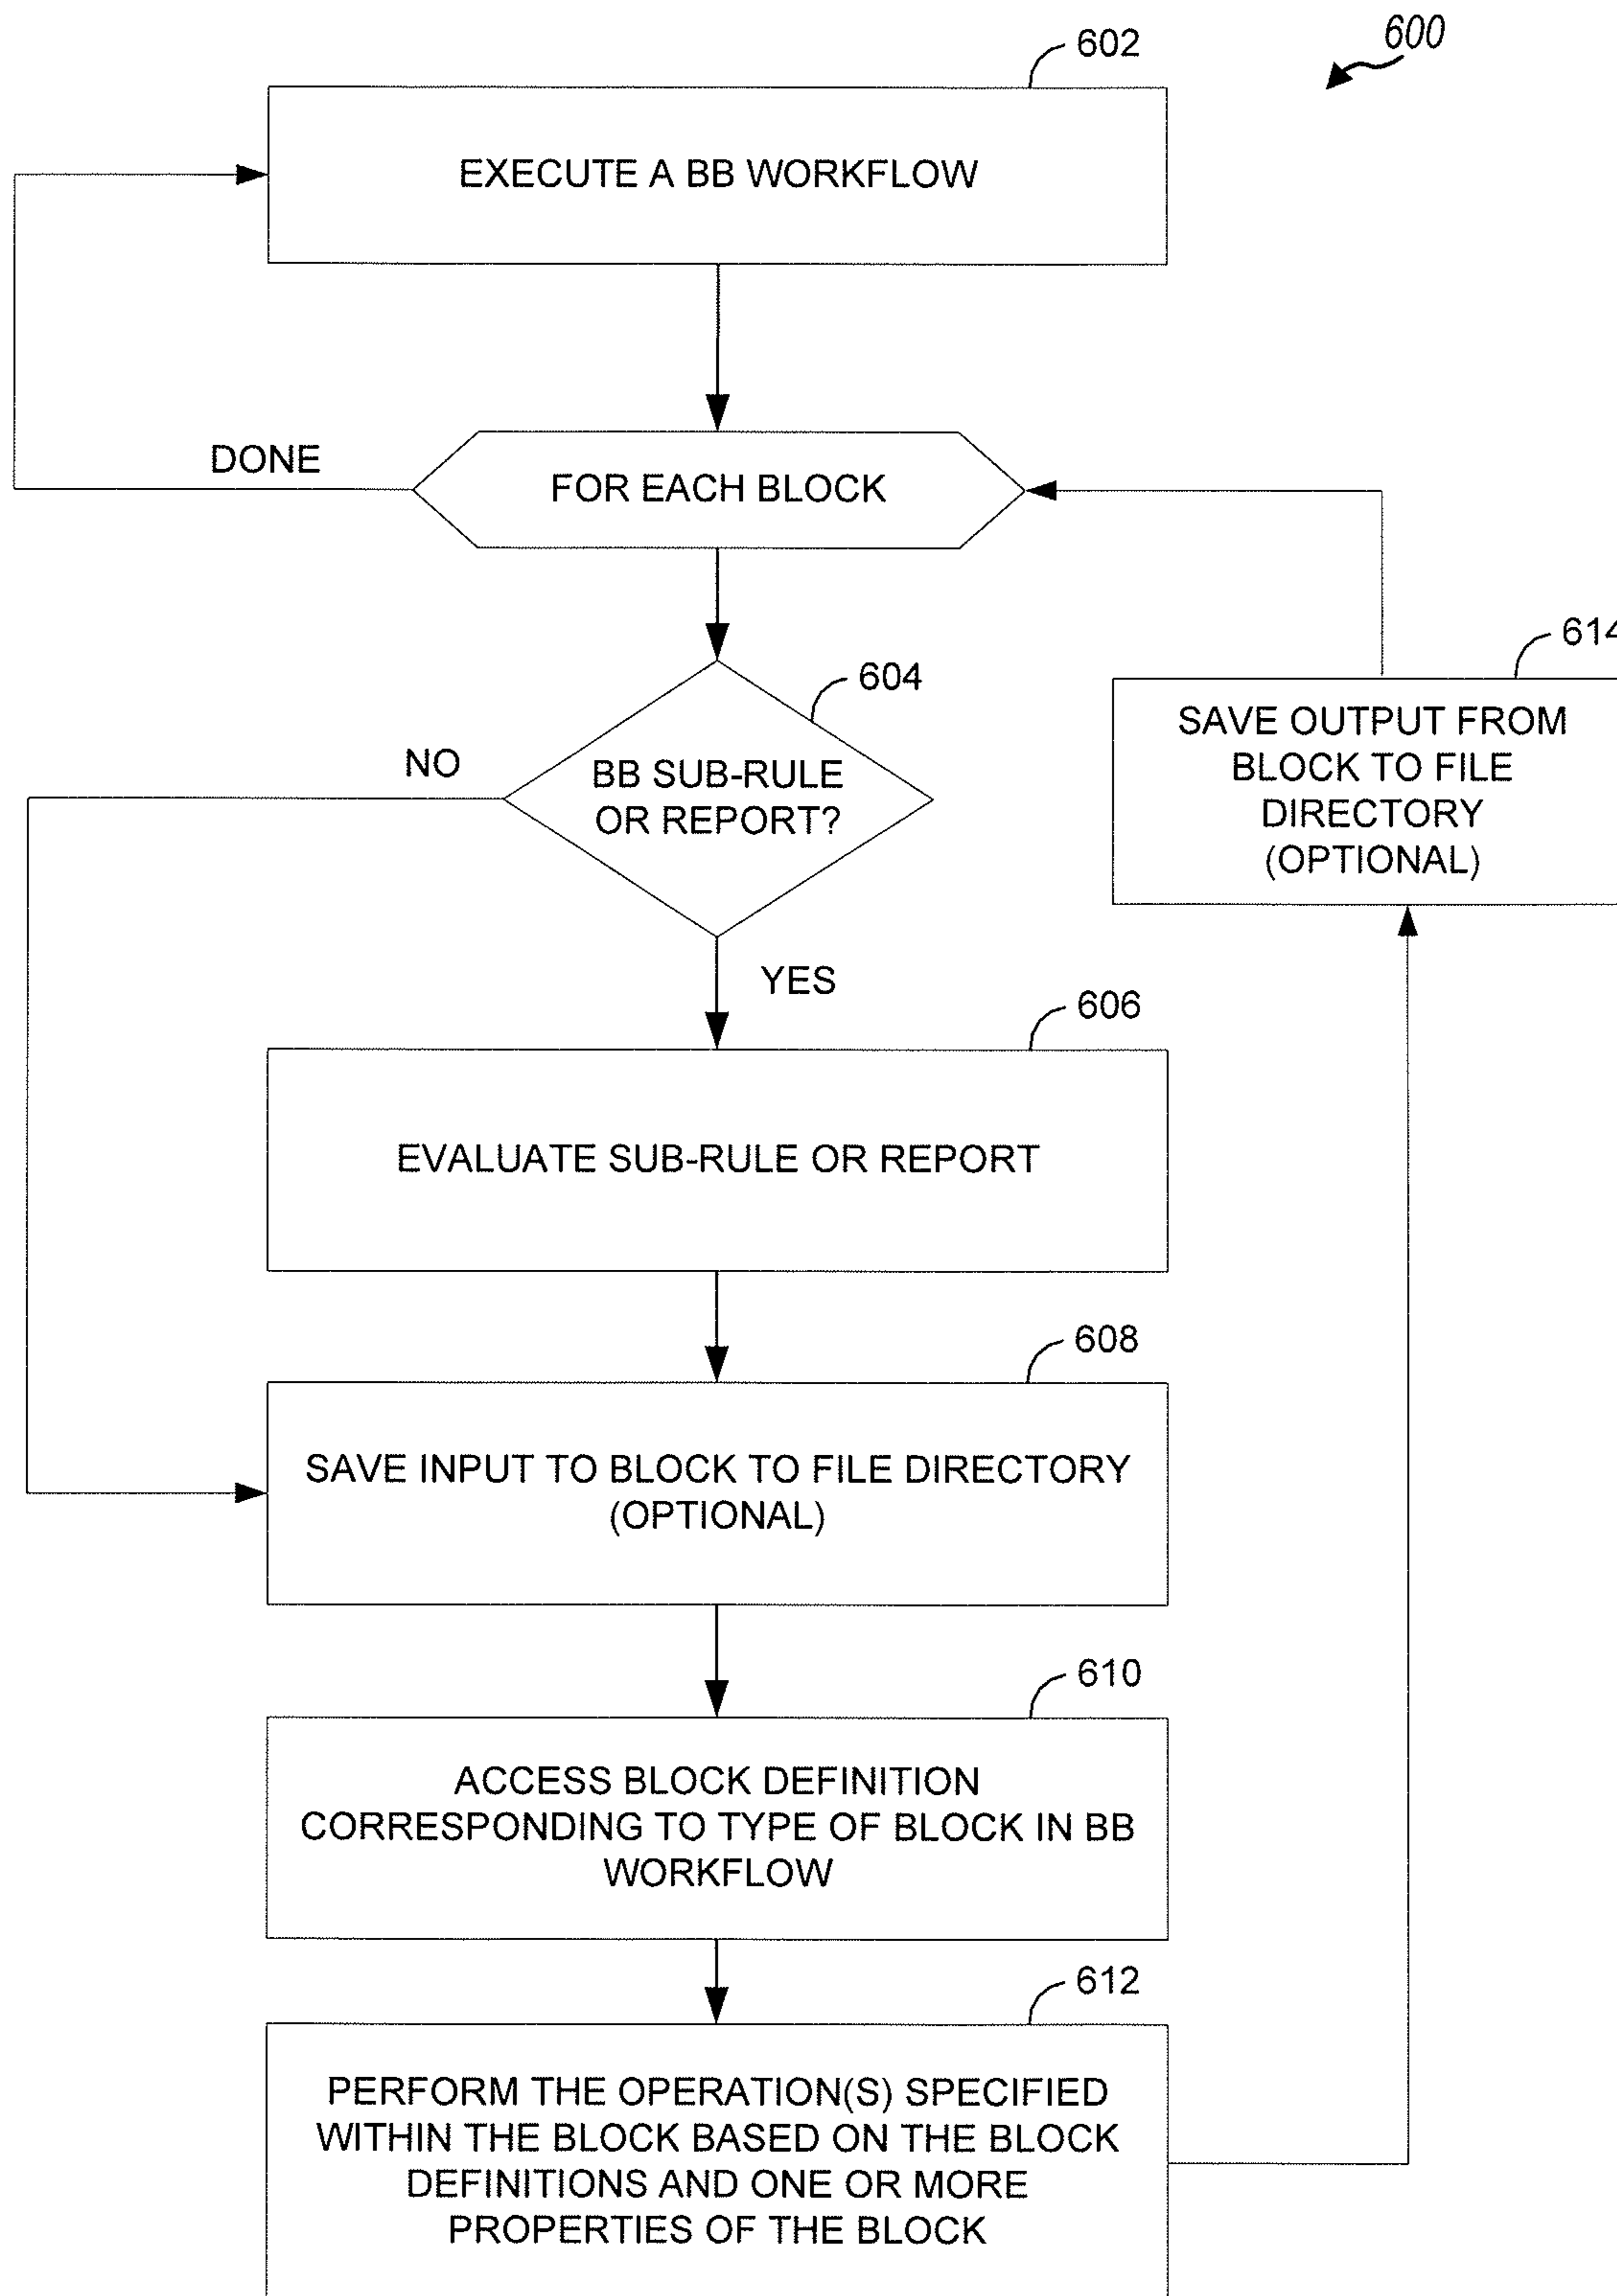 600
602
EXECUTE A BB WORKFLOW
DONE
FOR EACH BLOCK
604
NO
BB SUB-RULE
OR REPORT?
YES
614
SAVE OUTPUT FROM
BLOCK TO FILE
DIRECTORY
(OPTIONAL)
606
EVALUATE SUB-RULE OR REPORT
608
SAVE INPUT TO BLOCK TO FILE DIRECTORY
(OPTIONAL)
610
ACCESS BLOCK DEFINITION
CORRESPONDING TO TYPE OF BLOCK IN BB
WORKFLOW
612
PERFORM THE OPERATION(S) SPECIFIED
WITHIN THE BLOCK BASED ON THE BLOCK
DEFINITIONS AND ONE OR MORE
PROPERTIES OF THE BLOCK